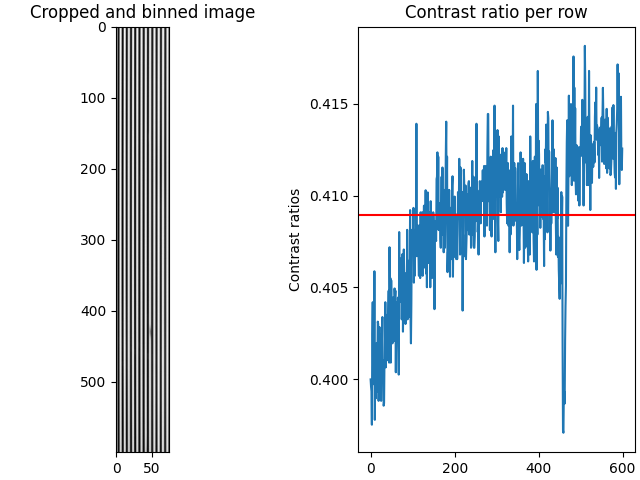 Cropped and binned image
0
100
200
300
400
500
0 50
Contrast ratio per row
Contrast ratios
0.415
0.410
0.405
0.400
0 200 400 600